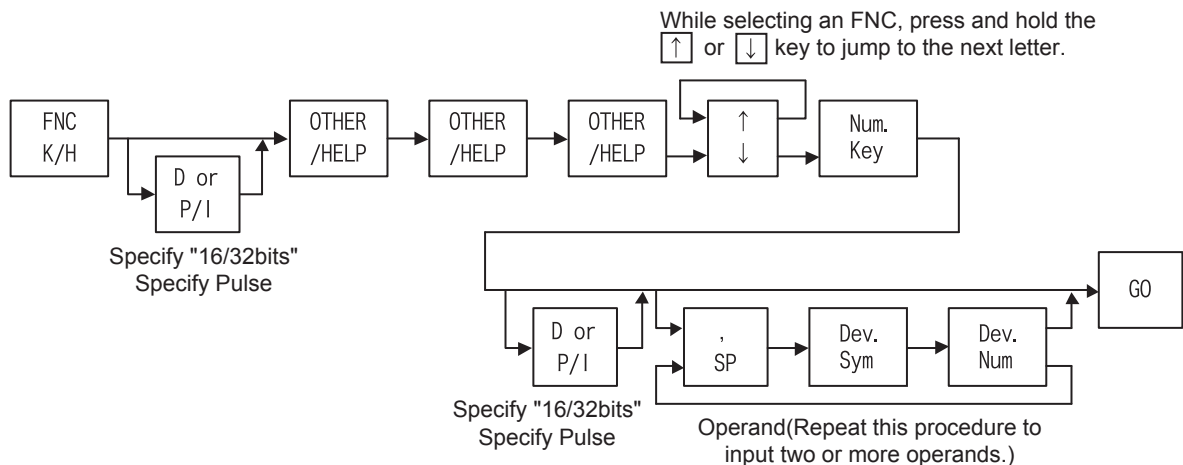 While selecting an FNC, press and hold the
↑ or ↓ key to jump to the next letter.
FNC
K/H
D or
P/I
Specify "16/32bits"
Specify Pulse
OTHER
/HELP
OTHER
/HELP
OTHER
/HELP
↑
↓
Num.
Key
D or
P/I
Specify "16/32bits"
Specify Pulse
,
SP
Dev.
Sym
Dev.
Num
Operand(Repeat this procedure to
input two or more operands.)
GO